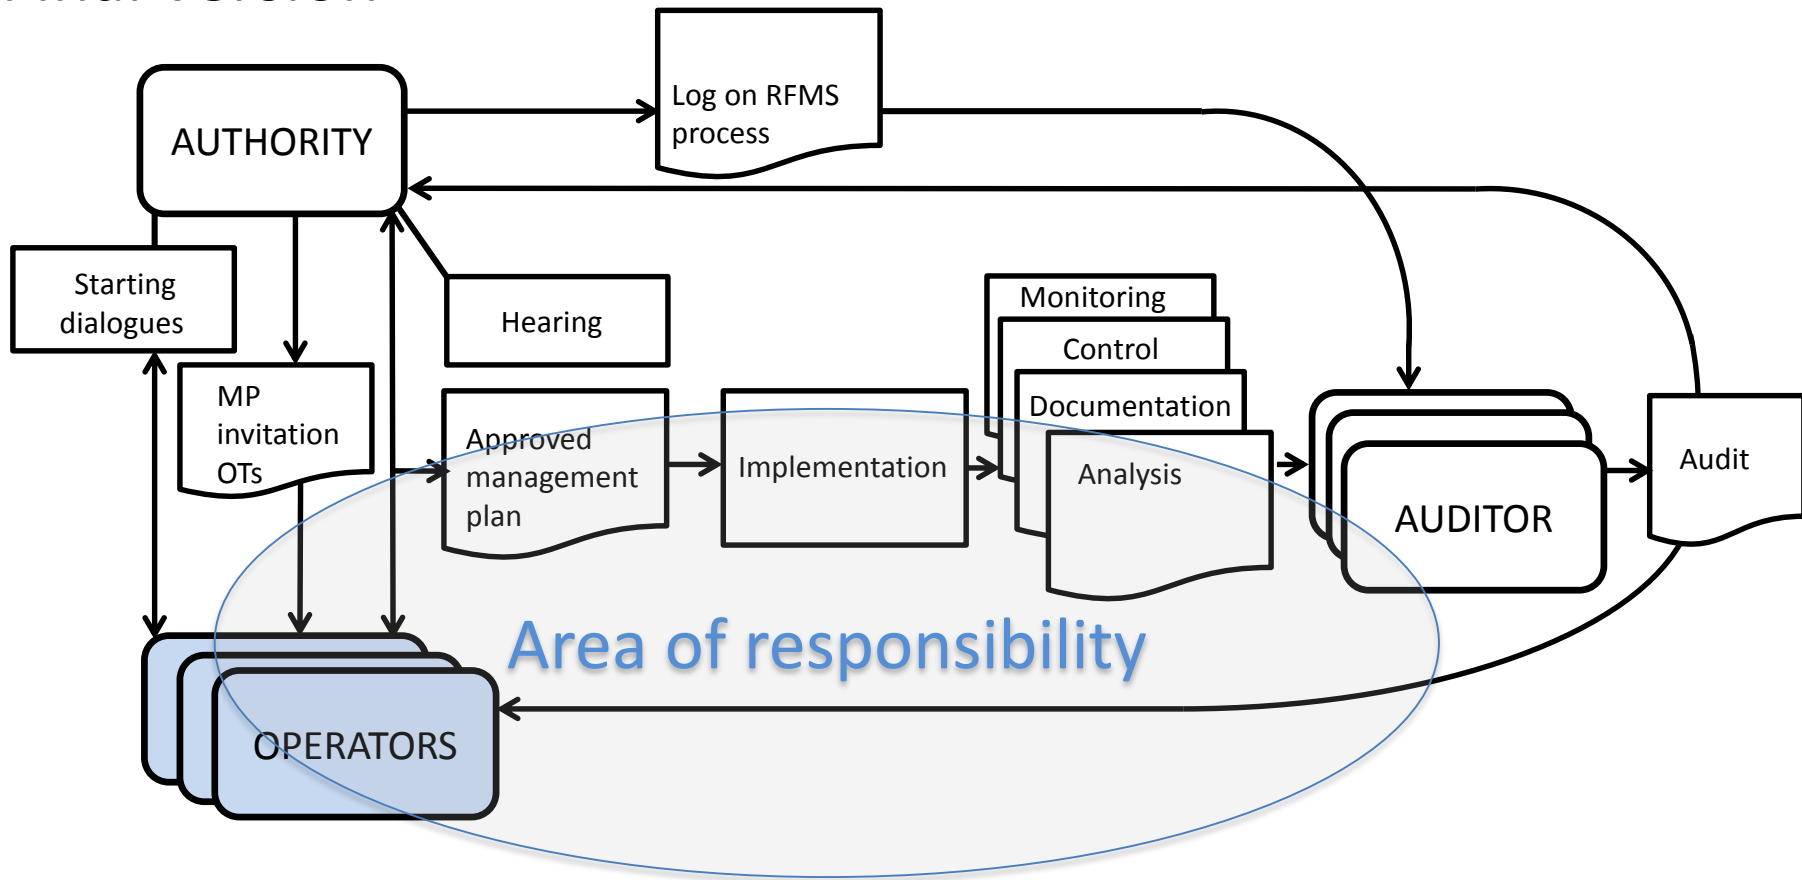 Log on RFMS
process
AUTHORITY
Starting
dialogues
Hearing
Monitoring
Control
Documentation
Analysis
MP
invitation
OTs
Approved
management
plan
Implementation
AUDITOR
Audit
Area of responsibility
OPERATORS